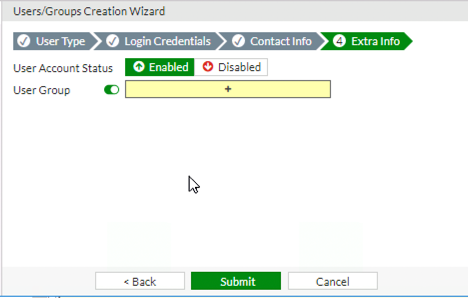 Users/Groups Creation Wizard
User Type Login Credentials Contact Info 4 Extra Info
User Account Status Enabled Disabled
User Group +
< Back Submit Cancel